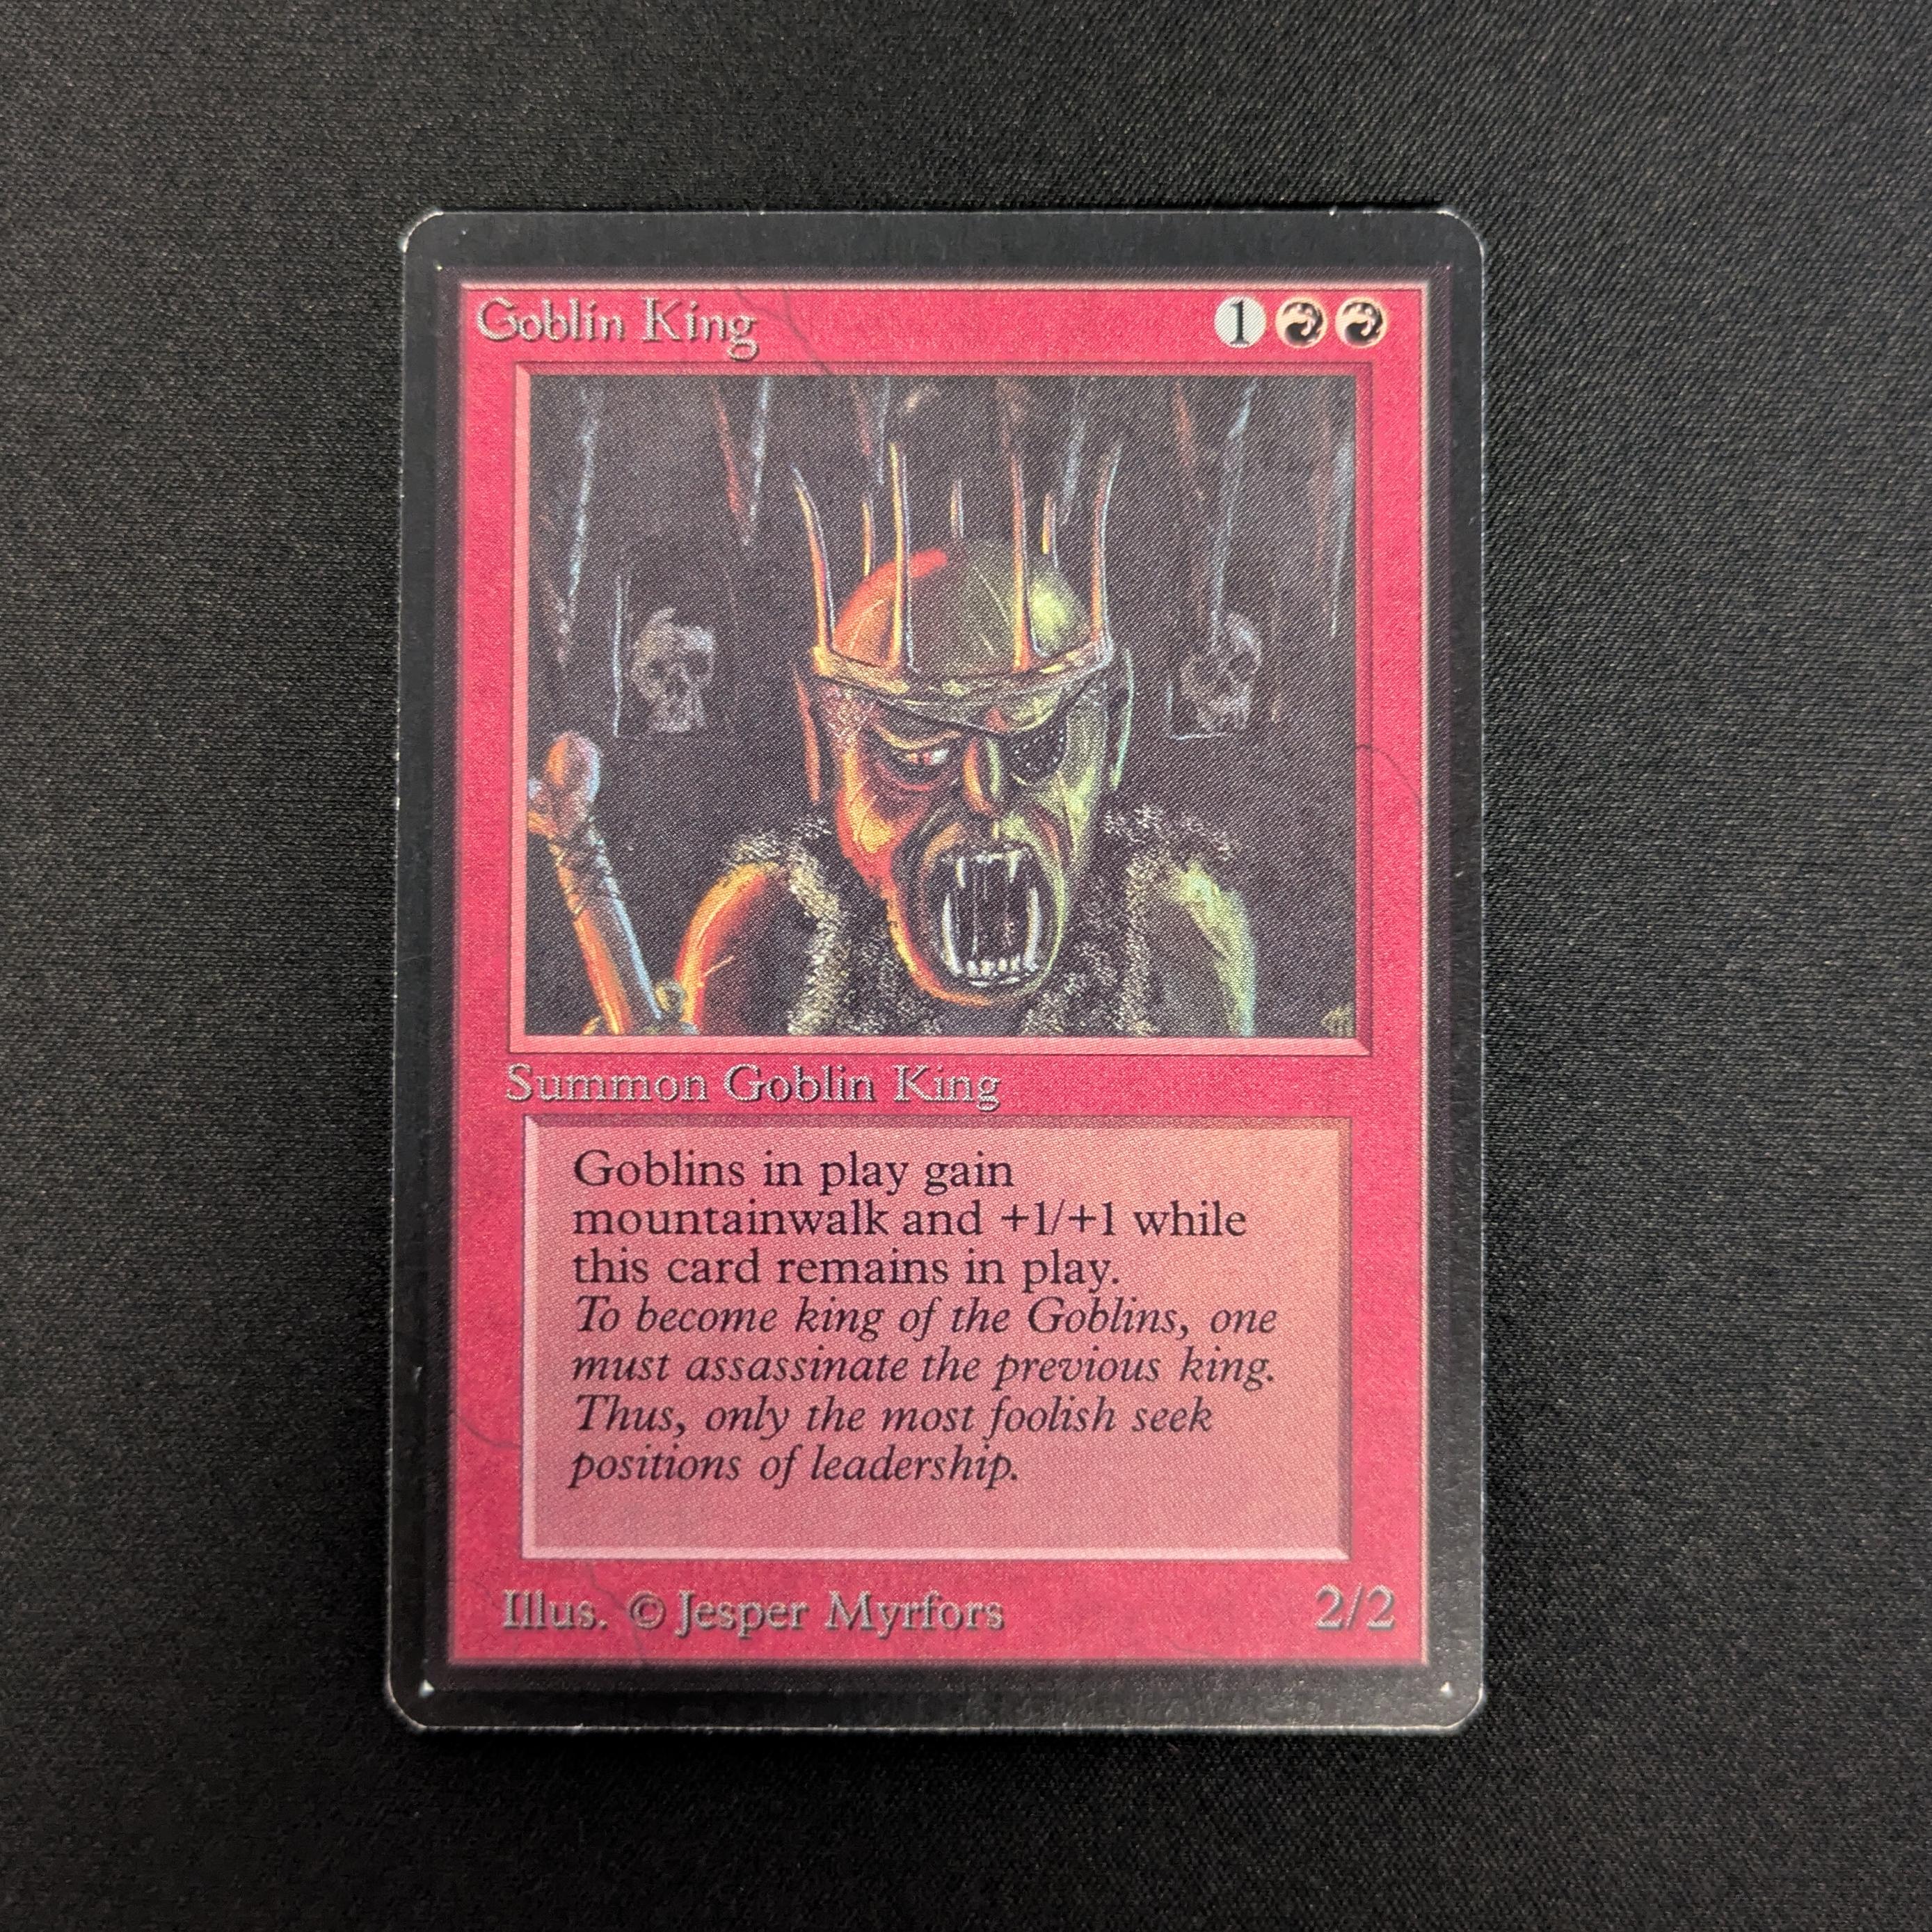 Goblin King 1
Summon Goblin King
Goblins in play gain
mountainwalk and +1/+1 while
this card remains in play.
To become king of the Goblins, one
must assassinate the previous king.
Thus, only the most foolish seek
positions of leadership.
Illus. © Jesper Myrfors 2/2